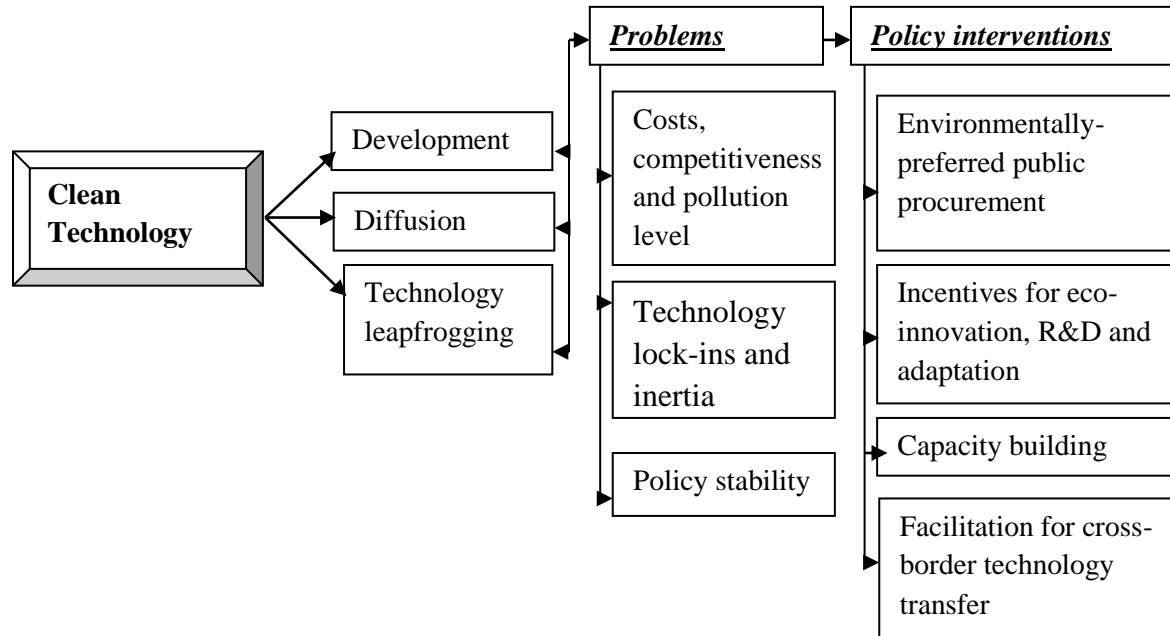 Clean
Technology
Development
Diffusion
Technology
leapfrogging
Problems
Costs,
competitiveness
and pollution
level
Technology
lock-ins and
inertia
Policy stability
Policy interventions
Environmentally-
preferred public
procurement
Incentives for eco-
innovation, R&D and
adaptation
Capacity building
Facilitation for cross-
border technology
transfer